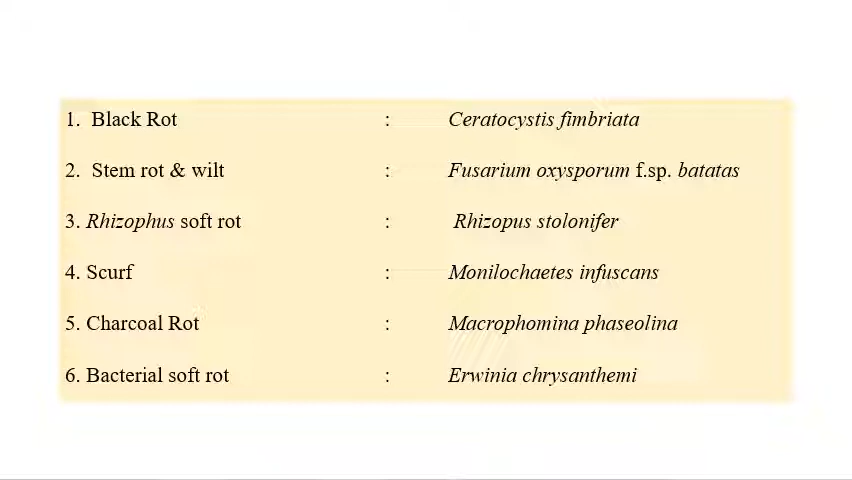 1. Black Rot : Ceratocystis fimbriata
2. Stem rot & wilt : Fusarium oxysporum f.sp. batatas
3. Rhizophus soft rot : Rhizopus stolonifer
4. Scurf : Monilochaetes infuscans
5. Charcoal Rot : Macrophomina phaseolina
6. Bacterial soft rot : Erwinia chrysanthemi